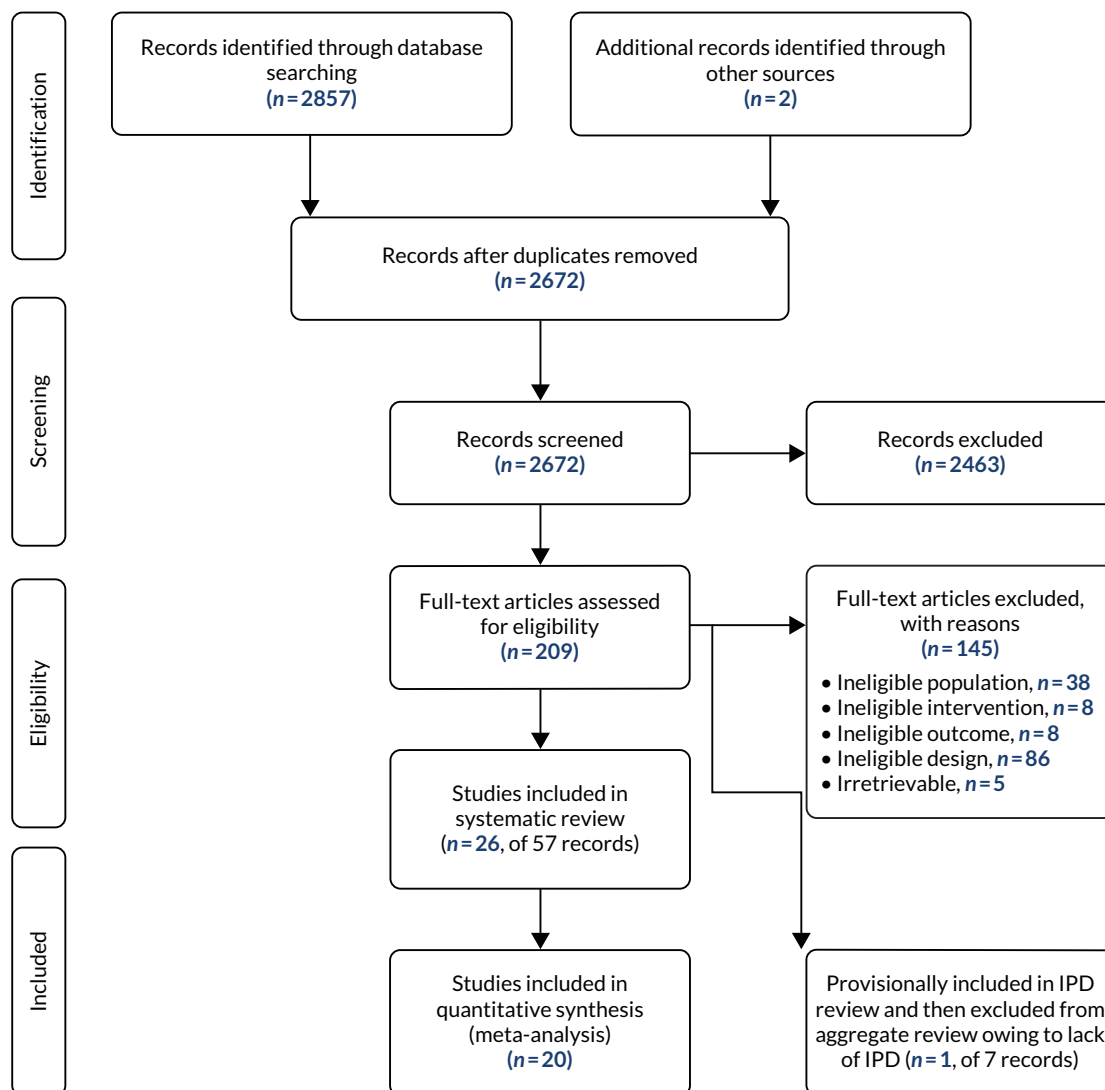 Identification
Records identified through database
searching
(n=2857)
Additional records identified through
other sources
(n=2)
Records after duplicates removed
(n=2672)
Screening
Records screened
(n=2672)
Records excluded
(n=2463)
Eligibility
Full-text articles assessed
for eligibility
(n=209)
Full-text articles excluded,
with reasons
(n=145)
• Ineligible population, n=38
• Ineligible intervention, n=8
• Ineligible outcome, n=8
• Ineligible design, n=86
• Irretrievable, n=5
Studies included in
systematic review
(n=26, of 57 records)
Included
Studies included in
quantitative synthesis
(meta-analysis)
(n=20)
Provisionally included in IPD
review and then excluded from
aggregate review owing to lack
of IPD (n=1, of 7 records)